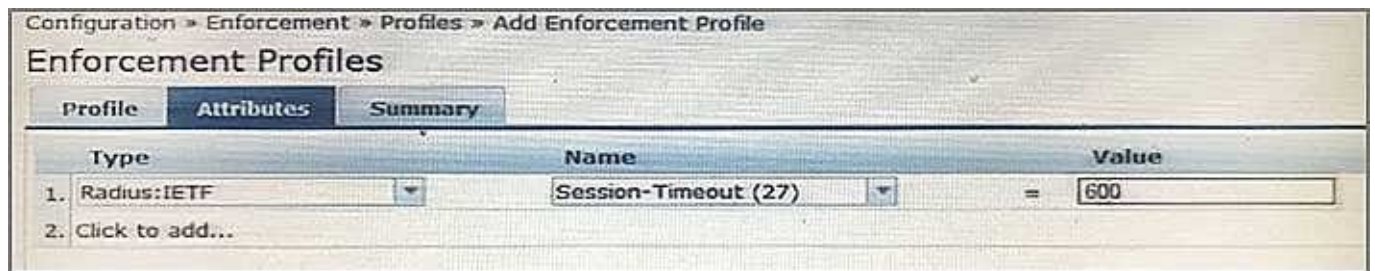 Configuration » Enforcement » Profiles » Add Enforcement Profile
Enforcement Profiles
Profile Attributes Summary
Type Name Value
1. Radius:IETF Session-Timeout (27) = 600
2. Click to add...